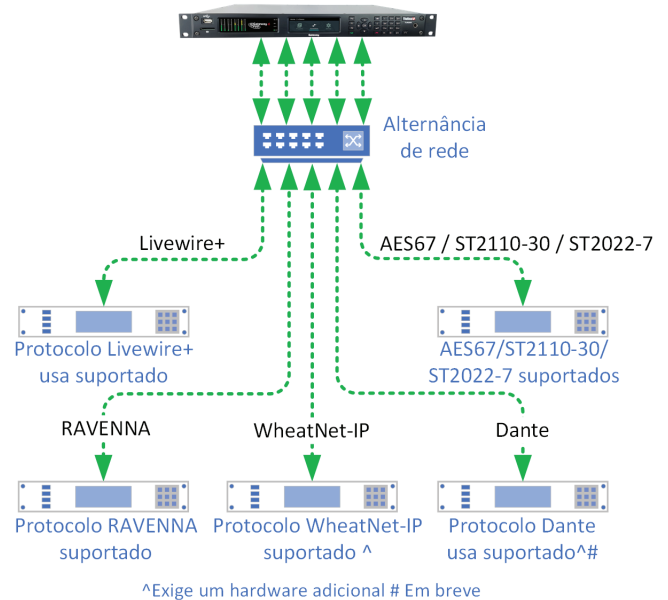 Alternância
de rede
Livewire+
AES67 / ST2110-30 / ST2022-7
Protocolo Livewire+
usa suportado
AES67/ST2110-30/
ST2022-7 suportados
RAVENNA
WheatNet-IP
Dante
Protocolo RAVENNA
suportado
Protocolo WheatNet-IP
suportado ^
Protocolo Dante
usa suportado^#
^Exige um hardware adicional # Em breve